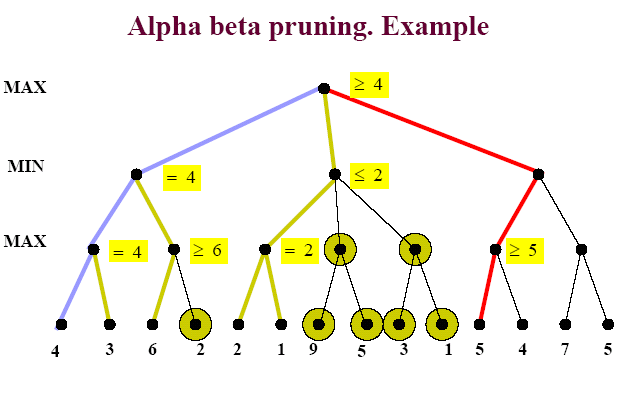 Alpha beta pruning. Example
MAX
≥ 4
MIN
= 4
≤ 2
MAX
= 4
≥ 6
= 2
≥ 5
4 3 6 2 2 1 9 5 3 1 5 4 7 5